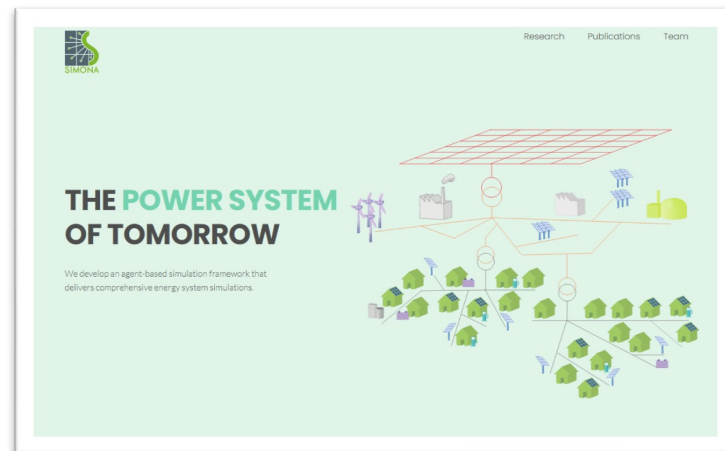 SIMONA
Research Publications Team
THE POWER SYSTEM
OF TOMORROW
We develop an agent-based simulation framework that
delivers comprehensive energy system simulations.